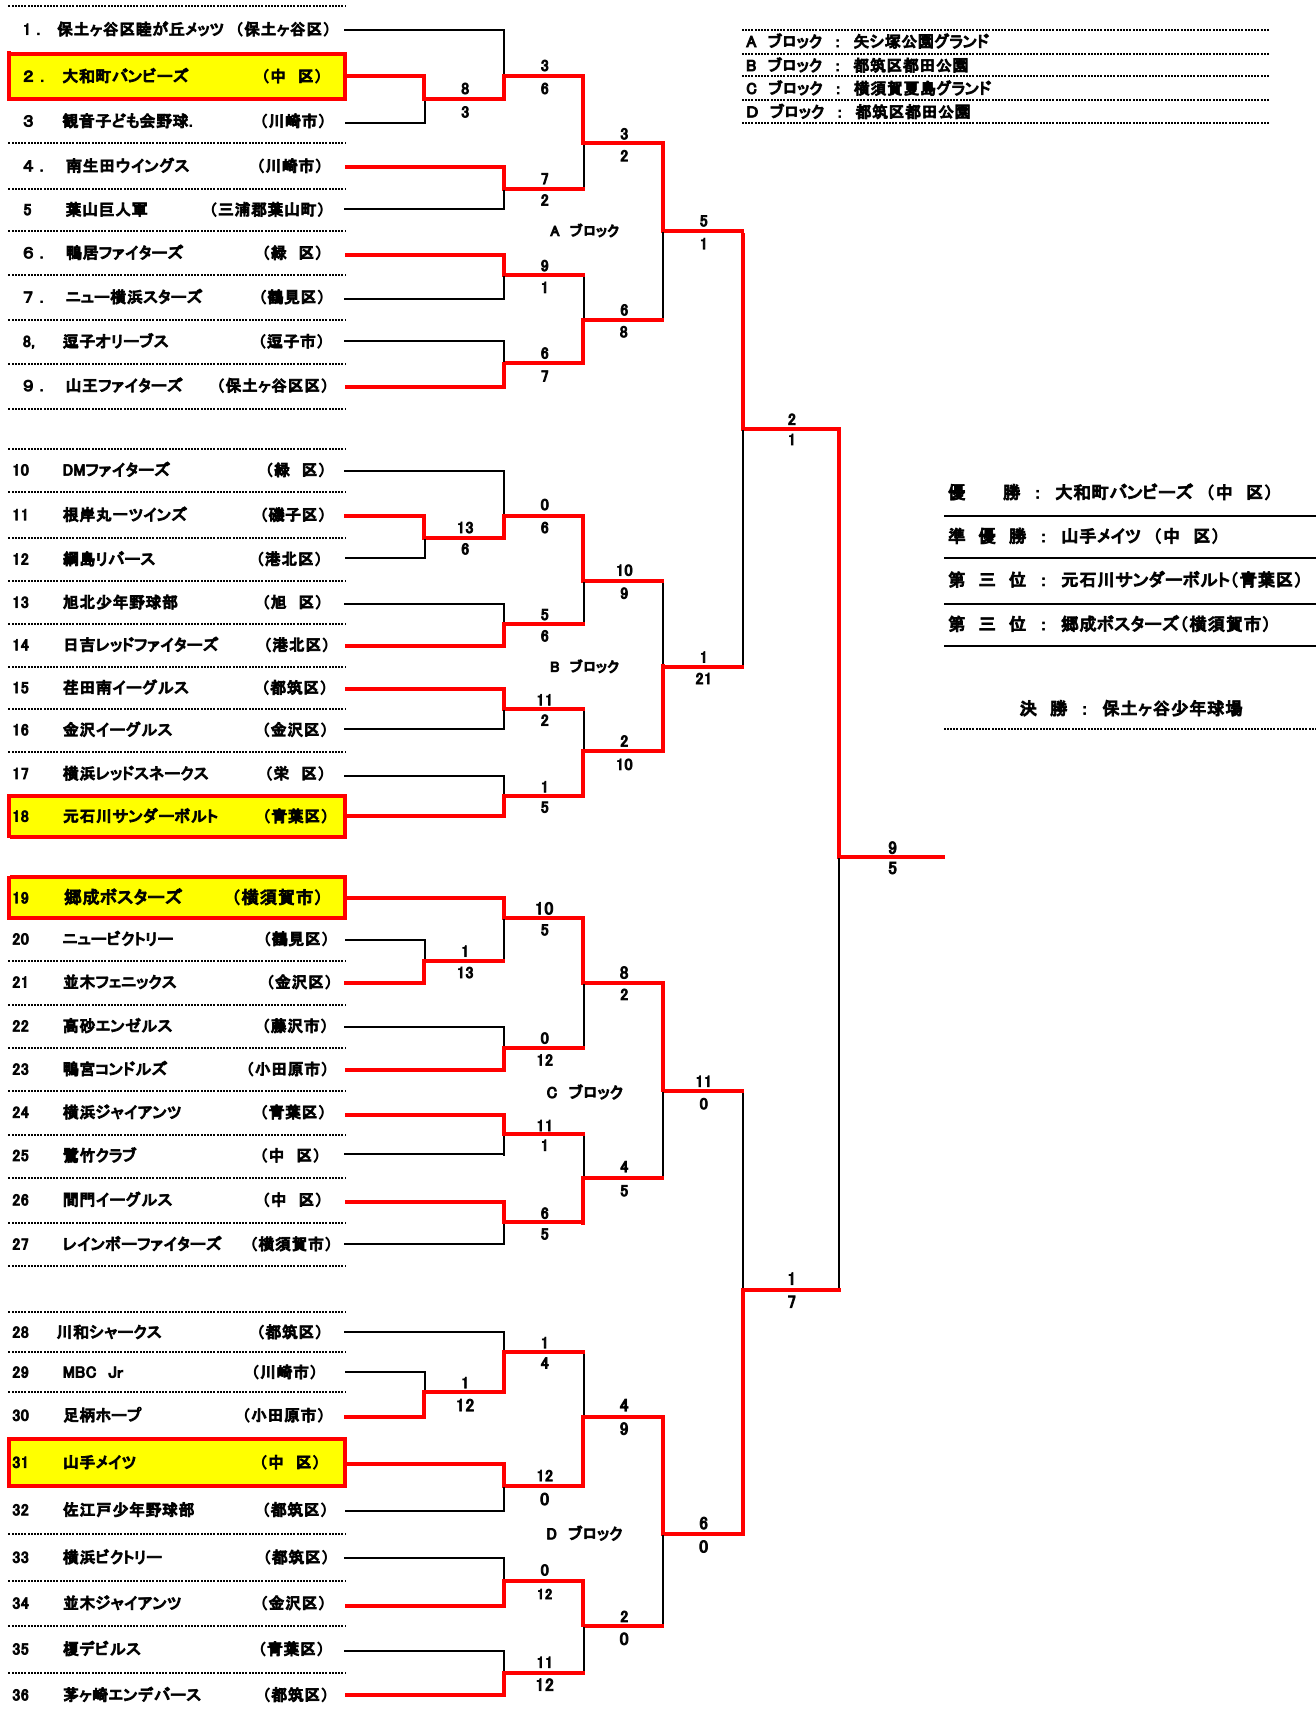 1． 保土ヶ谷区睦が丘メッツ （保土ヶ谷区）
2． 大和町バンビーズ （中 区）
3 観音子ども会野球． （川崎市）
4． 南生田ウイングス （川崎市）
5 葉山巨人軍 （三浦郡葉山町）
6． 鴨居ファイターズ （緑 区）
7． ニュー横浜スターズ （鶴見区）
8, 逗子オリーブス （逗子市）
9． 山王ファイターズ （保土ヶ谷区区）
8
3
3
6
7
2
9
1
6
7
3
2
6
8
A ブロック
5
1
10 DMファイターズ （緑 区）
11 根岸丸一ツインズ （磯子区）
12 綱島リバース （港北区）
13 旭北少年野球部 （旭 区）
14 日吉レッドファイターズ （港北区）
15 荏田南イーグルス （都筑区）
16 金沢イーグルス （金沢区）
17 横浜レッドスネークス （栄 区）
18 元石川サンダーボルト （青葉区）
13
6
0
6
5
6
11
2
1
5
10
9
2
10
B ブロック
1
21
2
1
19 郷成ボスターズ （横須賀市）
20 ニュービクトリー （鶴見区）
21 並木フェニックス （金沢区）
22 高砂エンゼルス （藤沢市）
23 鴨宮コンドルズ （小田原市）
24 横浜ジャイアンツ （青葉区）
25 鷺竹クラブ （中 区）
26 間門イーグルス （中 区）
27 レインボーファイターズ （横須賀市）
1
13
10
5
0
12
11
1
6
5
8
2
4
5
C ブロック
11
0
28 川和シャークス （都筑区）
29 MBC Jr （川崎市）
30 足柄ホープ （小田原市）
31 山手メイツ （中 区）
32 佐江戸少年野球部 （都筑区）
33 横浜ビクトリー （都筑区）
34 並木ジャイアンツ （金沢区）
35 榎デビルス （青葉区）
36 茅ヶ崎エンデバース （都筑区）
1
12
1
4
12
0
0
12
11
12
4
9
2
0
D ブロック
6
0
1
7
9
5
A ブロック ： 矢シ塚公園グランド
B ブロック ： 都筑区都田公園
C ブロック ： 横須賀夏島グランド
D ブロック ： 都筑区都田公園
優 勝 ： 大和町バンビーズ （中 区）
準 優 勝 ： 山手メイツ （中 区）
第 三 位 ： 元石川サンダーボルト（青葉区）
第 三 位 ： 郷成ボスターズ（横須賀市）
決 勝 ： 保土ヶ谷少年球場